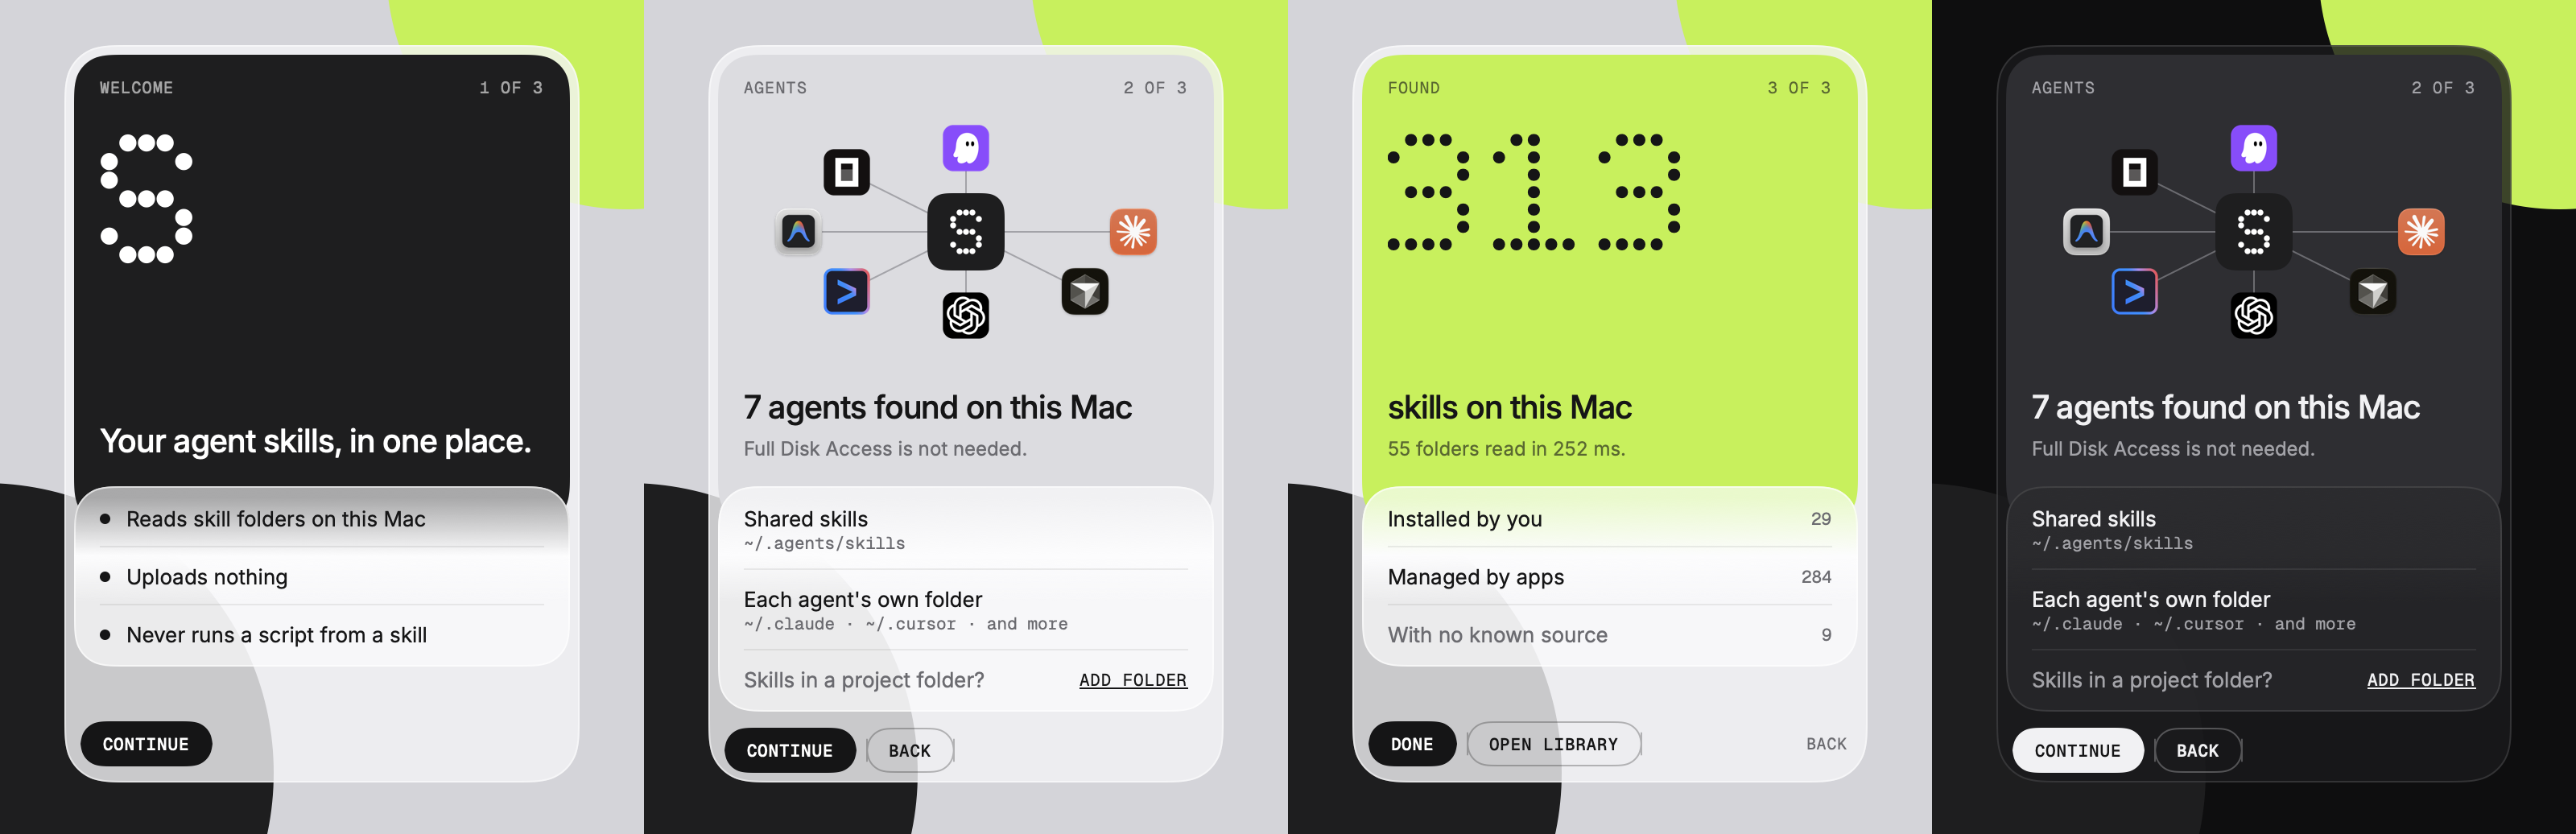 WELCOME
1 OF 3
S
Your agent skills, in one place.
Reads skill folders on this Mac
Uploads nothing
Never runs a script from a skill
CONTINUE
AGENTS
2 OF 3
S
7 agents found on this Mac
Full Disk Access is not needed.
Shared skills
~/.agents/skills
Each agent's own folder
~/.claude · ~/.cursor · and more
Skills in a project folder?
ADD FOLDER
CONTINUE
BACK
FOUND
3 OF 3
313
skills on this Mac
55 folders read in 252 ms.
Installed by you
29
Managed by apps
284
With no known source
9
DONE
OPEN LIBRARY
BACK
AGENTS
2 OF 3
S
7 agents found on this Mac
Full Disk Access is not needed.
Shared skills
~/.agents/skills
Each agent's own folder
~/.claude · ~/.cursor · and more
Skills in a project folder?
ADD FOLDER
CONTINUE
BACK